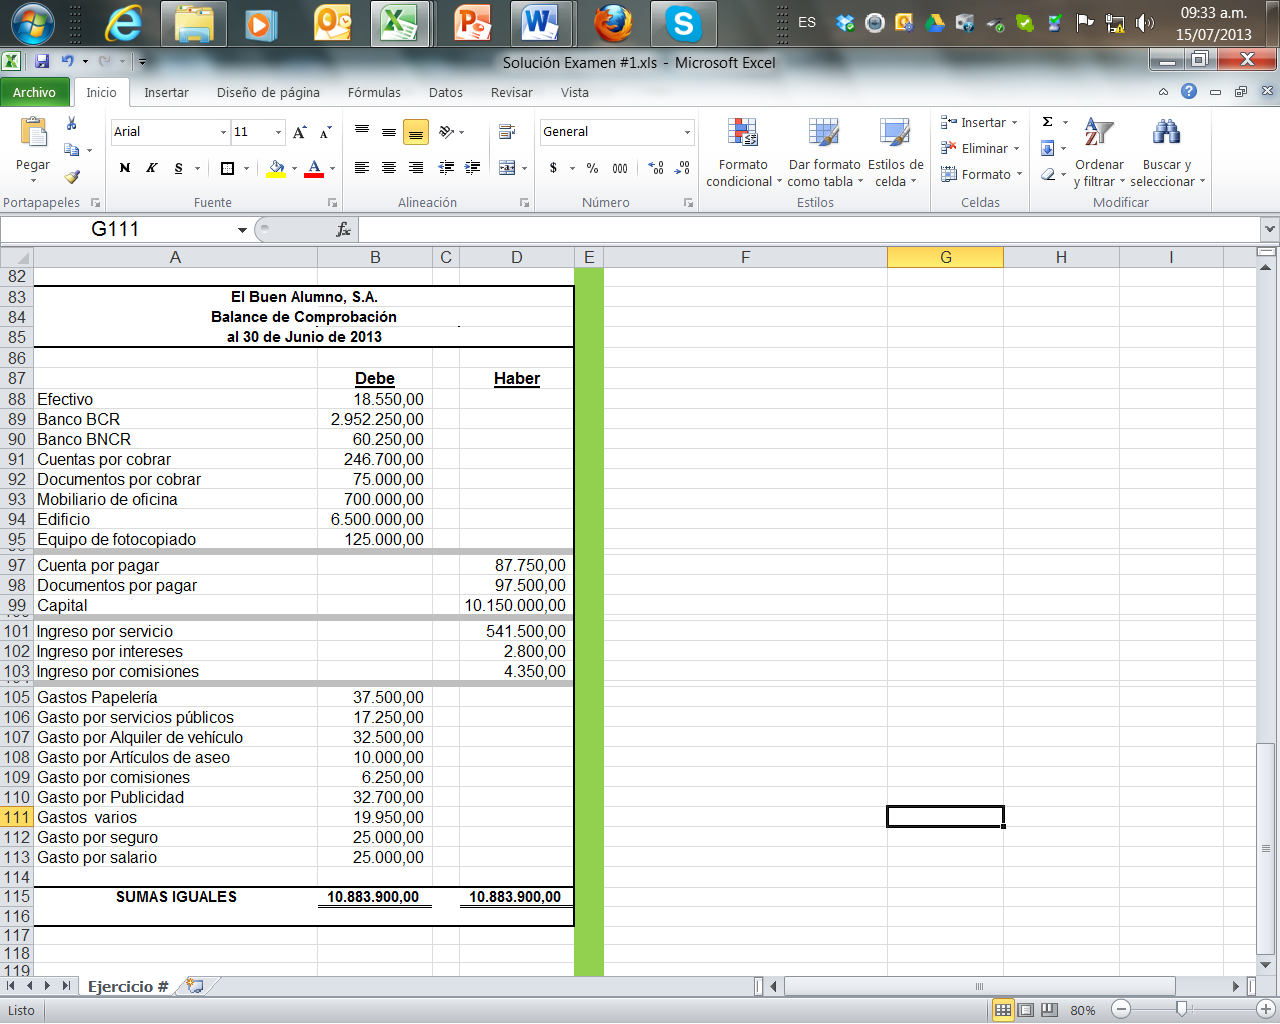 ES
09:33 a.m.
15/07/2013
Solución Examen #1.xls - Microsoft Excel
Archivo Inicio Insertar Diseño de página Fórmulas Datos Revisar Vista
Pegar
Portapapeles
Arial 11
N K S A
Fuente
Alineación
General
$ % 000
Número
Formato condicional
Dar formato como tabla
Estilos de celda
Estilos
Insertar
Eliminar
Formato
Celdas
Σ
Ordenar y filtrar
Buscar y seleccionar
Modificar
G111 fx
A B C D E F G H I
82
83 El Buen Alumno, S.A.
84 Balance de Comprobación
85 al 30 de Junio de 2013
86
87 Debe Haber
88 Efectivo 18.550,00
89 Banco BCR 2.952.250,00
90 Banco BNCR 60.250,00
91 Cuentas por cobrar 246.700,00
92 Documentos por cobrar 75.000,00
93 Mobiliario de oficina 700.000,00
94 Edificio 6.500.000,00
95 Equipo de fotocopiado 125.000,00
97 Cuenta por pagar 87.750,00
98 Documentos por pagar 97.500,00
99 Capital 10.150.000,00
101 Ingreso por servicio 541.500,00
102 Ingreso por intereses 2.800,00
103 Ingreso por comisiones 4.350,00
105 Gastos Papelería 37.500,00
106 Gasto por servicios públicos 17.250,00
107 Gasto por Alquiler de vehículo 32.500,00
108 Gasto por Artículos de aseo 10.000,00
109 Gasto por comisiones 6.250,00
110 Gasto por Publicidad 32.700,00
111 Gastos  varios 19.950,00
112 Gasto por seguro 25.000,00
113 Gasto por salario 25.000,00
114
115 SUMAS IGUALES 10.883.900,00 10.883.900,00
116
117
118
119
Ejercicio #
Listo 80%